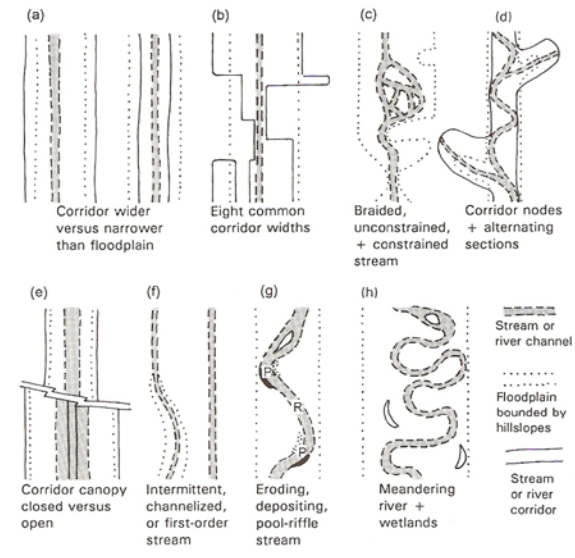 (a)
(b)
(c)
(d)
Corridor wider
versus narrower
than floodplain
Eight common
corridor widths
Braided,
unconstrained,
+ constrained
stream
Corridor nodes
+ alternating
sections
(e)
(f)
(g)
(h)
P
R
P
Stream or
river channel
Floodplain
bounded by
hillslopes
Stream
or river
corridor
Corridor canopy
closed versus
open
Intermittent,
channelized,
or first-order
stream
Eroding,
depositing,
pool-riffle
stream
Meandering
river +
wetlands